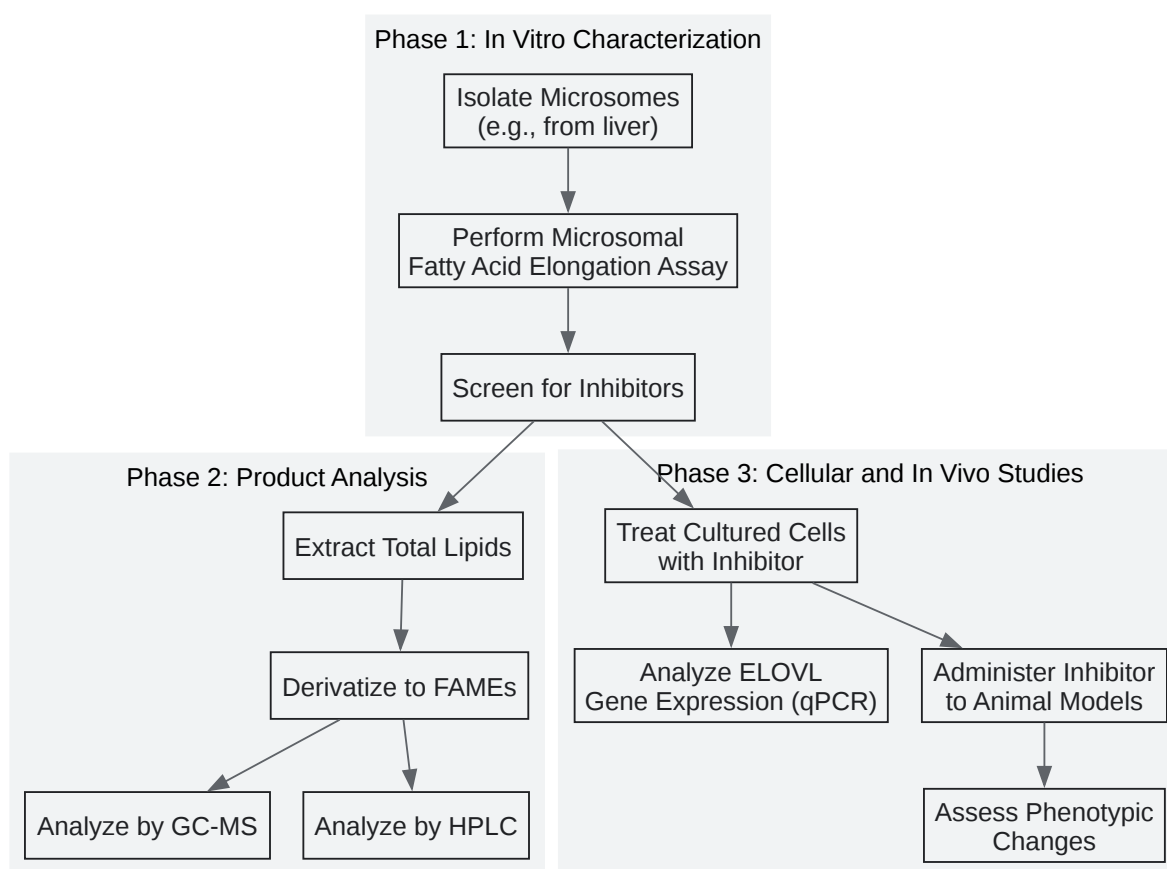 Phase 1: In Vitro Characterization
Isolate Microsomes
(e.g., from liver)
Perform Microsomal
Fatty Acid Elongation Assay
Screen for Inhibitors
Phase 2: Product Analysis
Extract Total Lipids
Derivatize to FAMEs
Analyze by GC-MS
Analyze by HPLC
Phase 3: Cellular and In Vivo Studies
Treat Cultured Cells
with Inhibitor
Analyze ELOVL
Gene Expression (qPCR)
Administer Inhibitor
to Animal Models
Assess Phenotypic
Changes